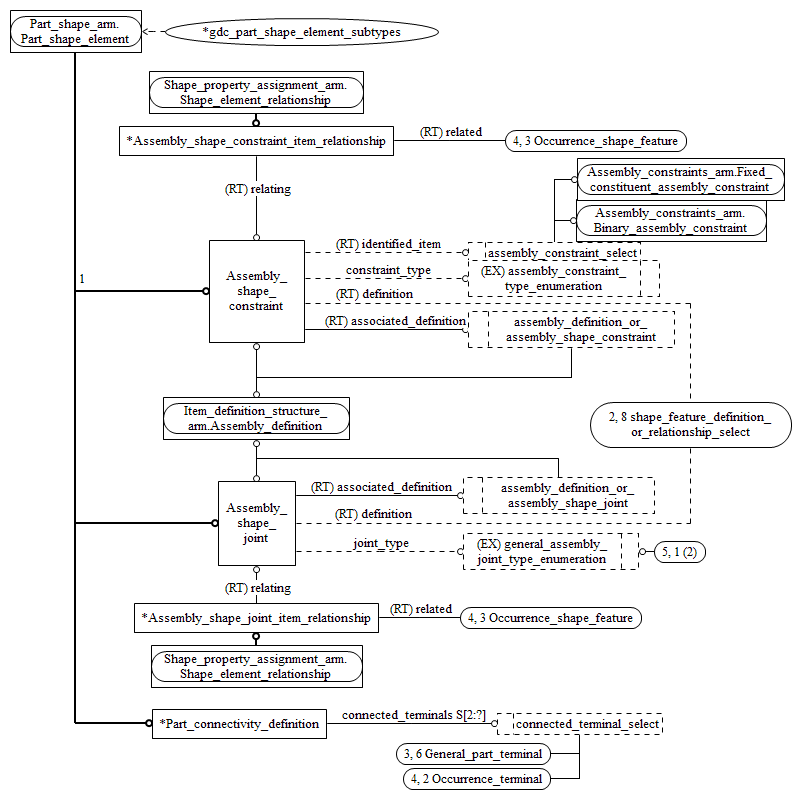 Part_shape_arm.
Part_shape_element
*gdc_part_shape_element_subtypes
Shape_property_assignment_arm.
Shape_element_relationship
*Assembly_shape_constraint_item_relationship
(RT) related
4, 3 Occurrence_shape_feature
(RT) relating
Assembly_constraints_arm.Fixed_
constituent_assembly_constraint
Assembly_constraints_arm.
Binary_assembly_constraint
1
Assembly_
shape_
constraint
(RT) identified_item
assembly_constraint_select
constraint_type
(EX) assembly_constraint_
type_enumeration
(RT) definition
(RT) associated_definition
assembly_definition_or_
assembly_shape_constraint
Item_definition_structure_
arm.Assembly_definition
2, 8 shape_feature_definition_
or_relationship_select
Assembly_
shape_
joint
(RT) associated_definition
assembly_definition_or_
assembly_shape_joint
(RT) definition
joint_type
(EX) general_assembly_
joint_type_enumeration
5, 1 (2)
(RT) relating
*Assembly_shape_joint_item_relationship
(RT) related
4, 3 Occurrence_shape_feature
Shape_property_assignment_arm.
Shape_element_relationship
*Part_connectivity_definition
connected_terminals S[2:?]
connected_terminal_select
3, 6 General_part_terminal
4, 2 Occurrence_terminal